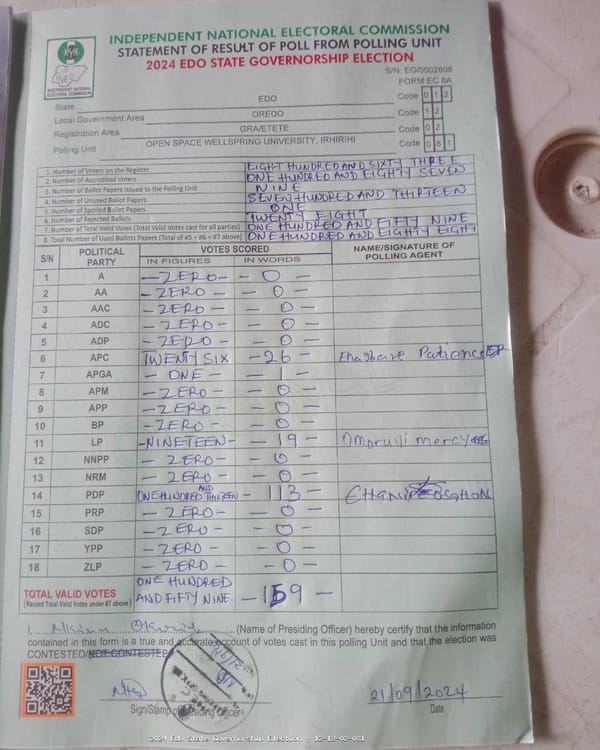 INDEPENDENT NATIONAL ELECTORAL COMMISSION
STATEMENT OF RESULT OF POLL FROM POLLING UNIT
2024 EDO STATE GOVERNORSHIP ELECTION
INDEPENDENT NATIONAL ELECTORAL COMMISSION
S/N: EG/0002808
FORM EC 8A
State EDO Code 0 1 2
Local Government Area OREDO Code 1 2
Registration Area GRA/ETETE Code 0 2
Polling Unit OPEN SPACE WELLSPRING UNIVERSITY, IRHIRIHI Code 0 8 1
1. Number of Voters on the Register EIGHT HUNDRED AND SIXTY THREE
2. Number of Accredited Voters ONE HUNDRED AND EIGHTY SEVEN
3. Number of Ballot Papers issued to the Polling Unit NINE
4. Number of Unused Ballot Papers SEVEN HUNDRED AND THIRTEEN
5. Number of Spoiled Ballot Papers ONE
6. Number of Rejected Ballots TWENTY EIGHT
7. Number of Total Valid Votes (Total Valid Votes cast for all parties) ONE HUNDRED AND FIFTY NINE
8. Total Number of Used Ballots Papers (Total of #5 + #6 + #7 above) ONE HUNDRED AND EIGHTY EIGHT
S/N POLITICAL PARTY VOTES SCORED NAME/SIGNATURE OF POLLING AGENT
IN FIGURES IN WORDS
1 A - ZERO - - 0 -
2 AA - ZERO - - 0 -
3 AAC - ZERO - - 0 -
4 ADC - ZERO - - 0 -
5 ADP - ZERO - - 0 -
6 APC TWENTY SIX - 26 - Patience
7 APGA - ONE - - 1 -
8 APM - ZERO - - 0 -
9 APP - ZERO - - 0 -
10 BP - ZERO - - 0 -
11 LP - NINETEEN - - 19 - mercy
12 NNPP - ZERO - - 0 -
13 NRM - ZERO - - 0 -
14 PDP ONE HUNDRED AND THIRTEEN - 113 -
15 PRP - ZERO - - 0 -
16 SDP - ZERO - - 0 -
17 YPP - ZERO - - 0 -
18 ZLP - ZERO - - 0 -
TOTAL VALID VOTES ONE HUNDRED AND FIFTY NINE. - 159 -
(Record Total Valid Votes under #7 above)
I, (Name of Presiding Officer) hereby certify that the information
contained in this form is a true and accurate account of votes cast in this polling Unit and that the election was
CONTESTED/NOT CONTESTED
21/09/2024
Sign/Stamp of Presiding Officer Date
2024 Edo State Governorship Election - 12-12-02-081